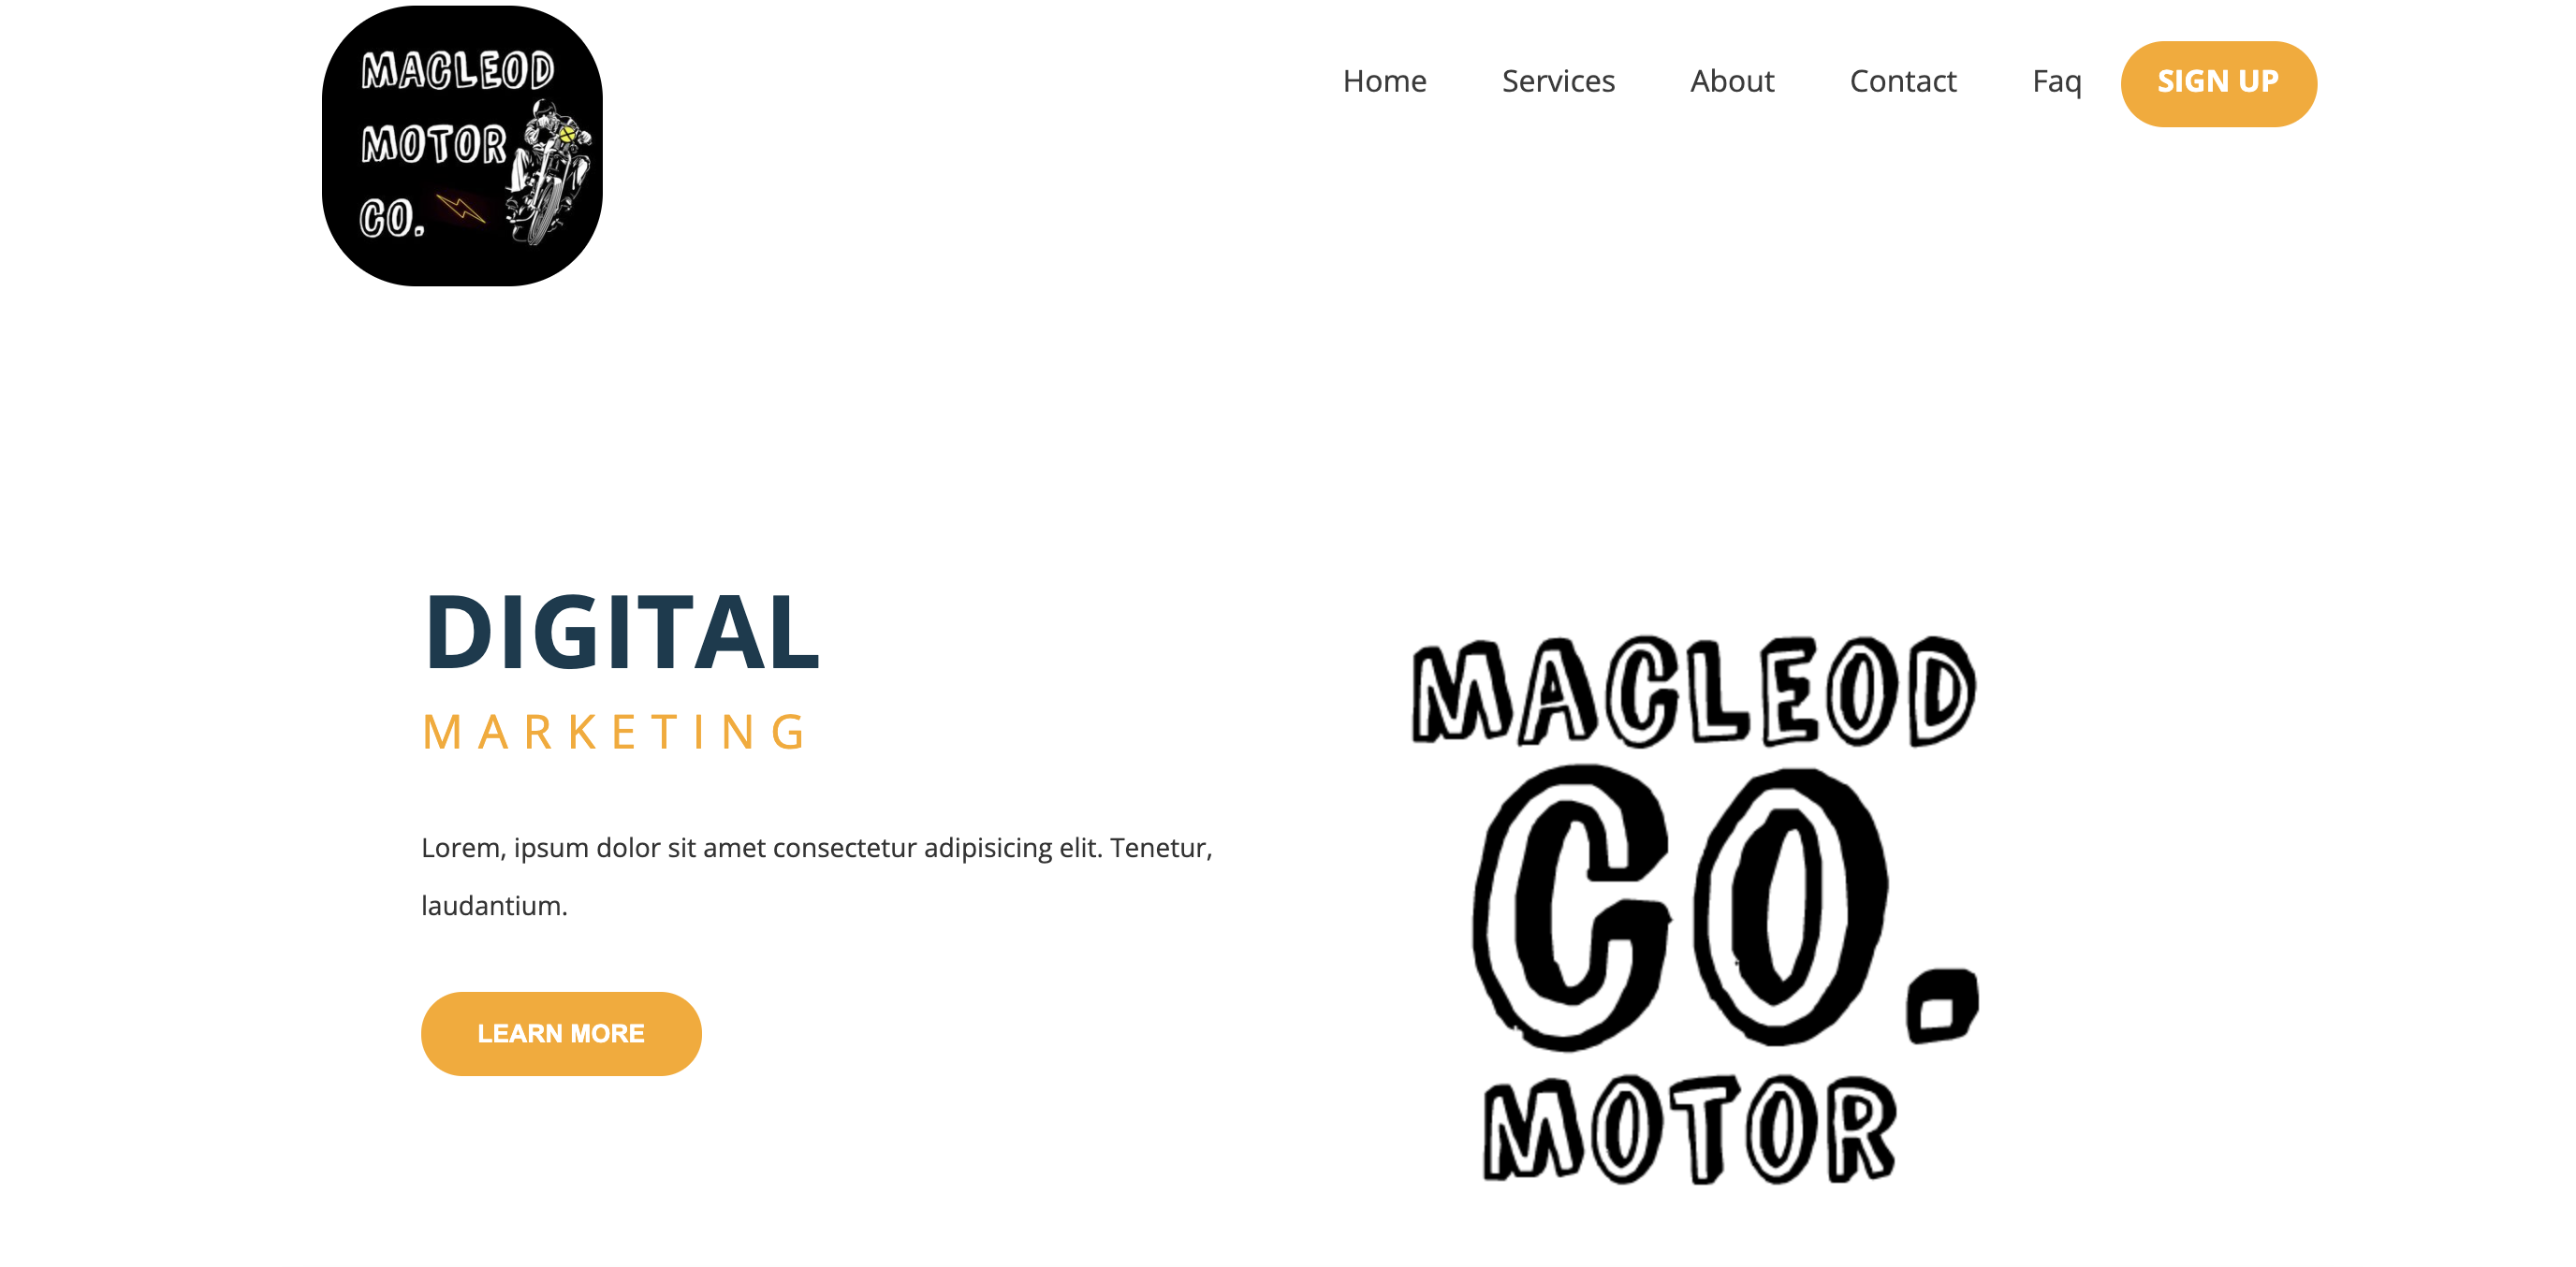 MACLEOD
MOTOR
CO.
Home Services About Contact Faq SIGN UP
DIGITAL
MARKETING
Lorem, ipsum dolor sit amet consectetur adipisicing elit. Tenetur,
laudantium.
LEARN MORE
MACLEOD
CO.
MOTOR